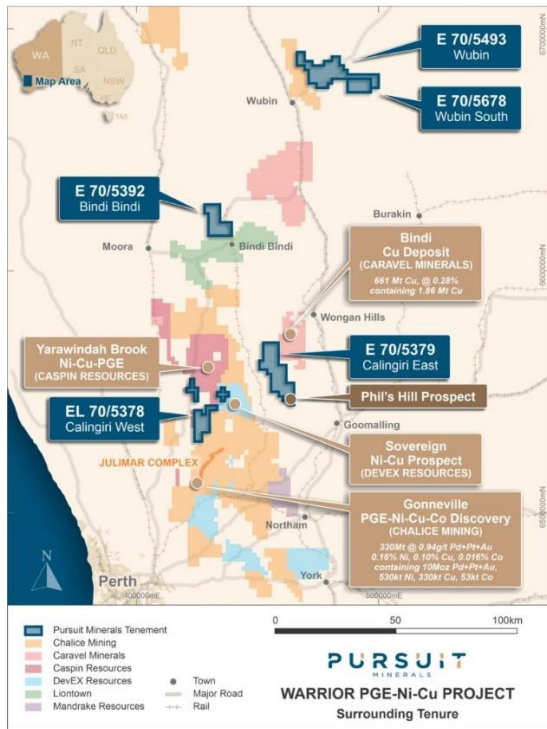 WA
NT
QLD
SA
NSW
TAS
Map Area
6700000mN
E 70/5493
Wubin
E 70/5678
Wubin South
Wubin
E 70/5392
Bindi Bindi
Burakin
Moora
Bindi Bindi
Bindi
Cu Deposit
(CARAVEL MINERALS)
661 Mt Cu, @ 0.28%
containing 1.86 Mt Cu
6600000mN
Wongan Hills
Yarawindah Brook
Ni-Cu-PGE
(CASPIN RESOURCES)
E 70/5379
Calingiri East
Phil's Hill Prospect
EL 70/5378
Calingiri West
Goomalling
JULIMAR COMPLEX
Sovereign
Ni-Cu Prospect
(DEVEX RESOURCES)
Gonneville
PGE-Ni-Cu-Co Discovery
(CHALICE MINING)
330Mt @ 0.94g/t Pd+Pt+Au
0.16% Ni, 0.10% Cu, 0.016% Co
containing 10Moz Pd+Pt+Au,
530kt Ni, 330kt Cu, 53kt Co
6500000mN
Northam
N
Perth
York
400000mE
500000mE
Pursuit Minerals Tenement
Chalice Mining
Caravel Minerals
Caspin Resources
DevEX Resources
Liontown
Mandrake Resources
Town
Major Road
Rail
0 50 100km
PURSUIT
MINERALS
WARRIOR PGE-Ni-Cu PROJECT
Surrounding Tenure